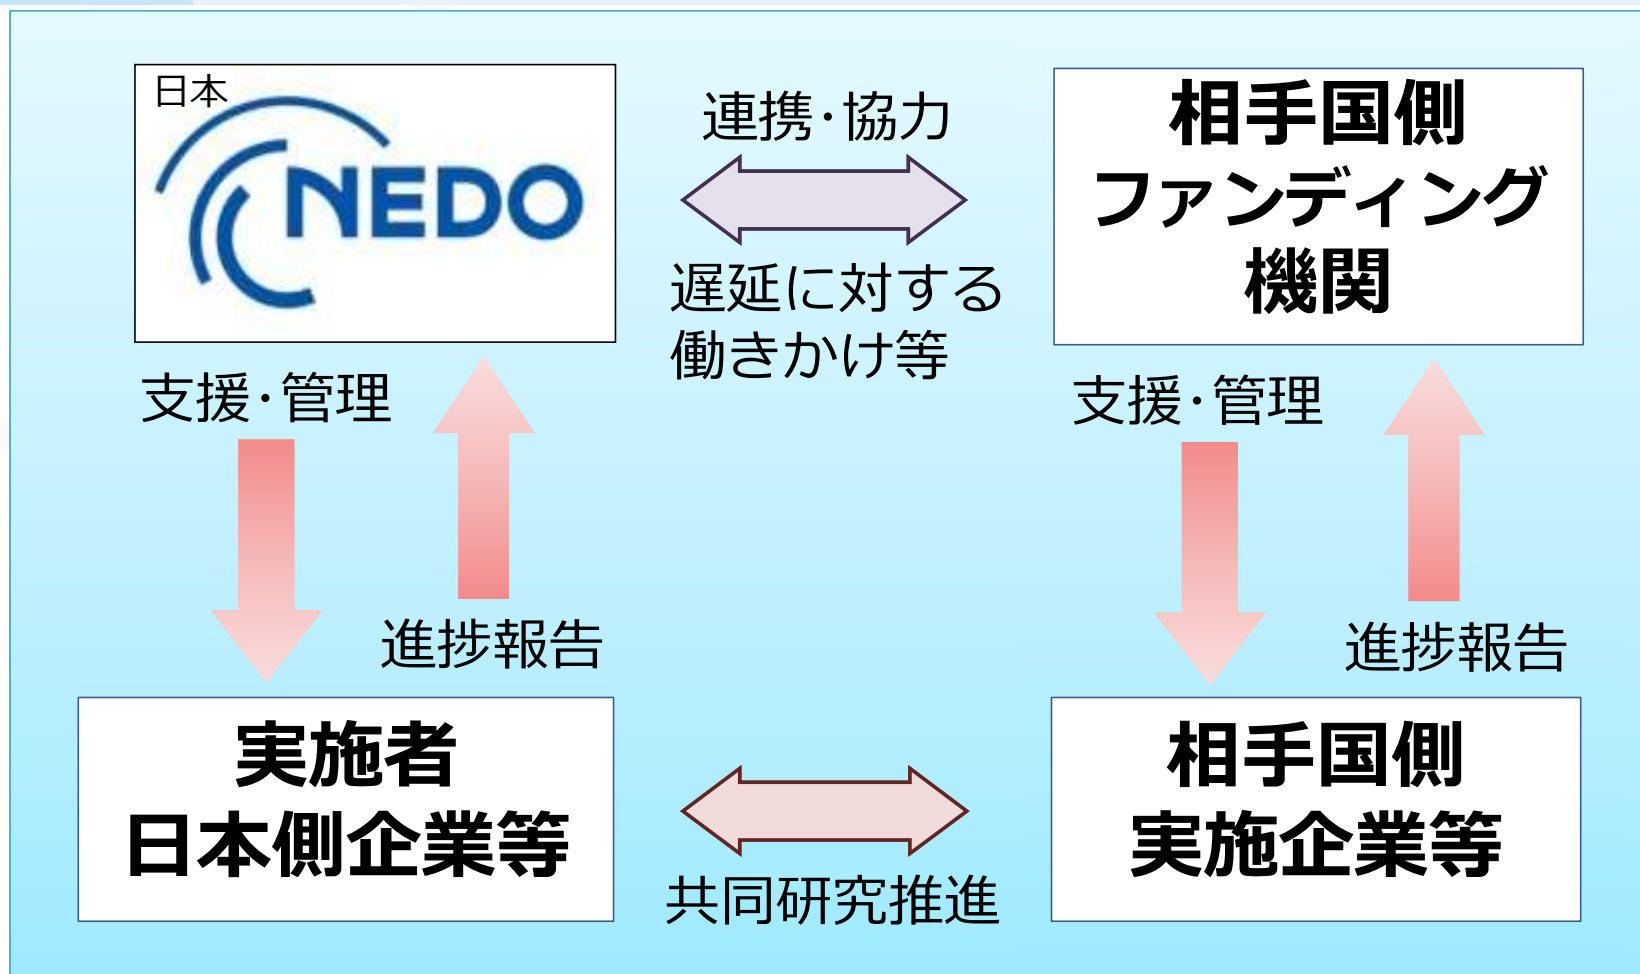 日本
NEDO
連携・協力
遅延に対する
働きかけ等
相手国側
ファンディング
機関
支援・管理
進捗報告
支援・管理
進捗報告
実施者
日本側企業等
共同研究推進
相手国側
実施企業等